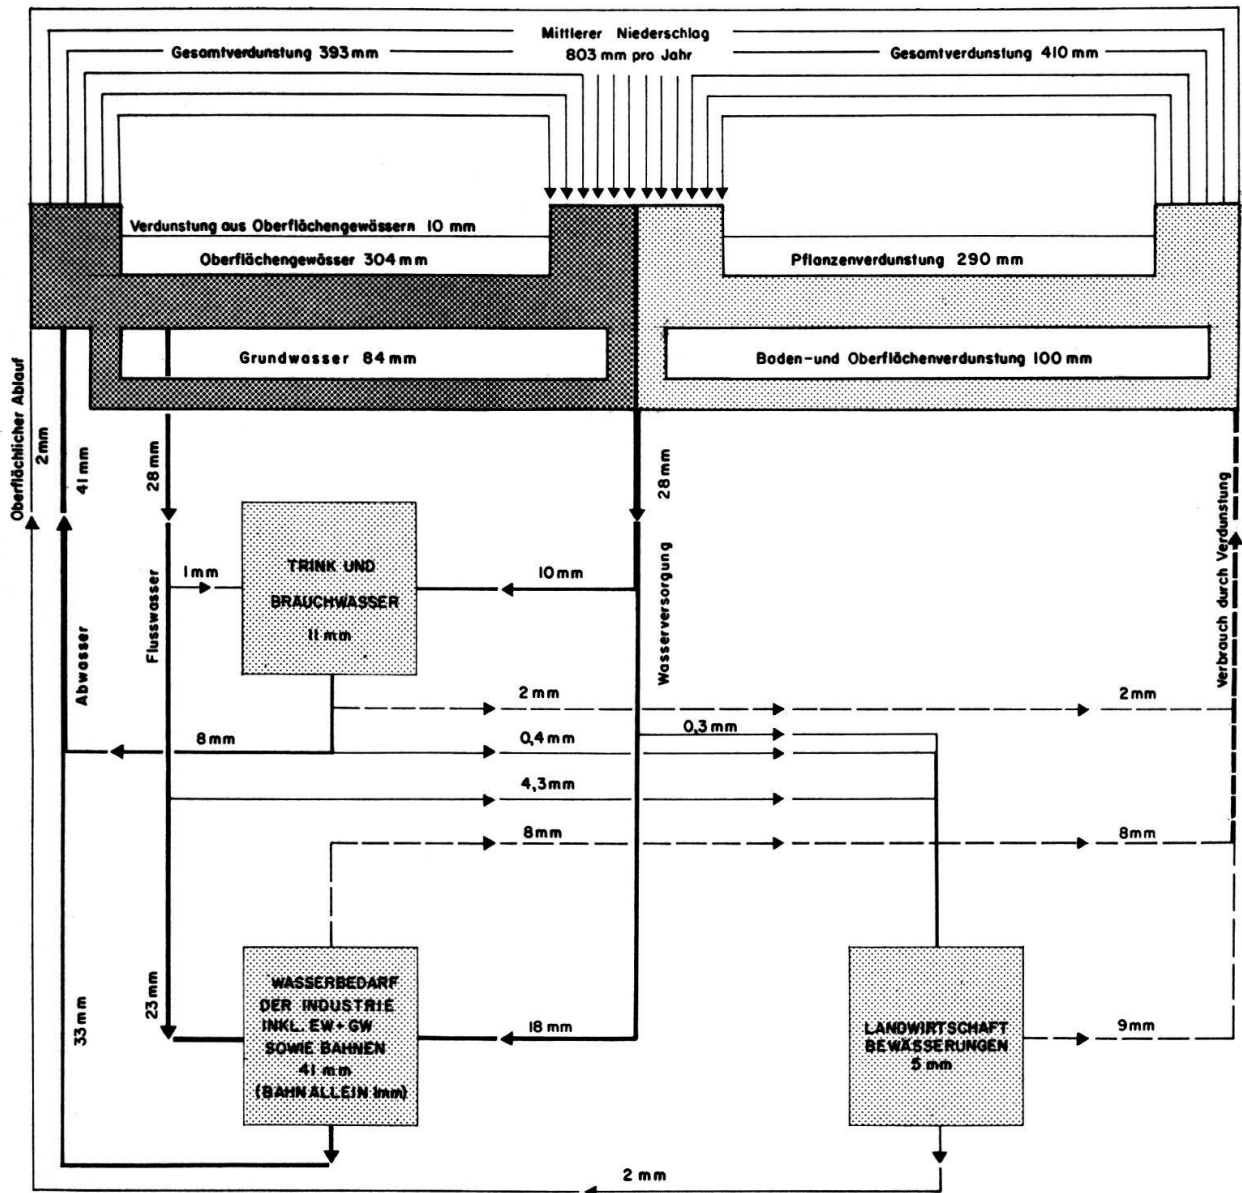 Mittlerer Niederschlag
803 mm pro Jahr
Gesamtverdunstung 393 mm
Gesamtverdunstung 410 mm
Verdunstung aus Oberflächengewässern 10 mm
Oberflächengewässer 304 mm
Pflanzenverdunstung 290 mm
Grundwasser 84 mm
Boden- und Oberflächenverdunstung 100 mm
Oberflächlicher Ablauf
2 mm
41 mm
28 mm
28 mm
Verbrauch durch Verdunstung
Abwasser
Flusswasser
Wasserversorgung
1 mm
TRINK UND
BRAUCHWASSER
11 mm
10 mm
2 mm
2 mm
0,3 mm
8 mm
0,4 mm
4,3 mm
8 mm
8 mm
33 mm
23 mm
WASSERBEDARF
DER INDUSTRIE
INKL. EW + GW
SOWIE BAHNEN
41 mm
(BAHN ALLEIN 1mm)
18 mm
LANDWIRTSCHAFT
BEWÄSSERUNGEN
5 mm
9 mm
2 mm